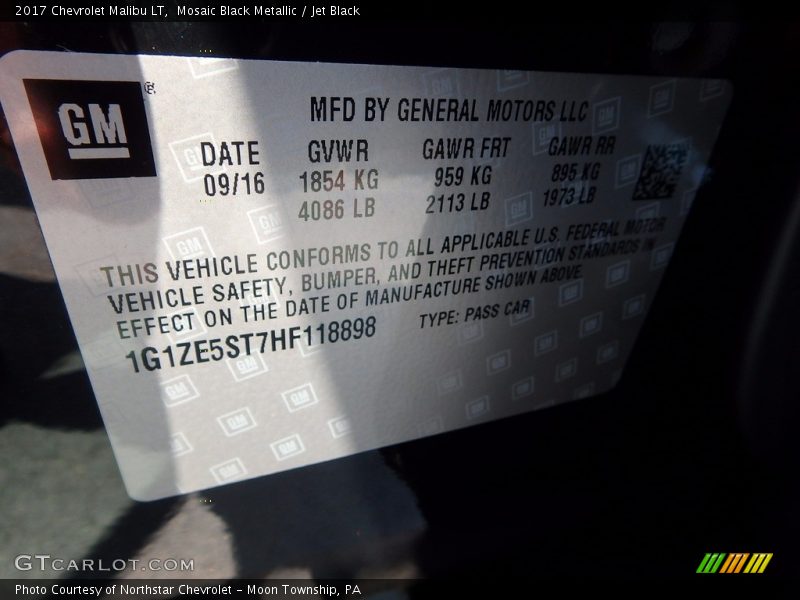 2017 Chevrolet Malibu LT,  Mosaic Black Metallic / Jet Black
GM ®
MFD BY GENERAL MOTORS LLC
DATE GVWR GAWR FRT GAWR RR
09/16 1854 KG 959 KG 895 KG
4086 LB 2113 LB 1973 LB
THIS VEHICLE CONFORMS TO ALL APPLICABLE U.S. FEDERAL MOTOR
VEHICLE SAFETY, BUMPER, AND THEFT PREVENTION STANDARDS IN
EFFECT ON THE DATE OF MANUFACTURE SHOWN ABOVE.
1G1ZE5ST7HF118898 TYPE: PASS CAR
GTCARLOT.COM
Photo Courtesy of Northstar Chevrolet - Moon Township, PA